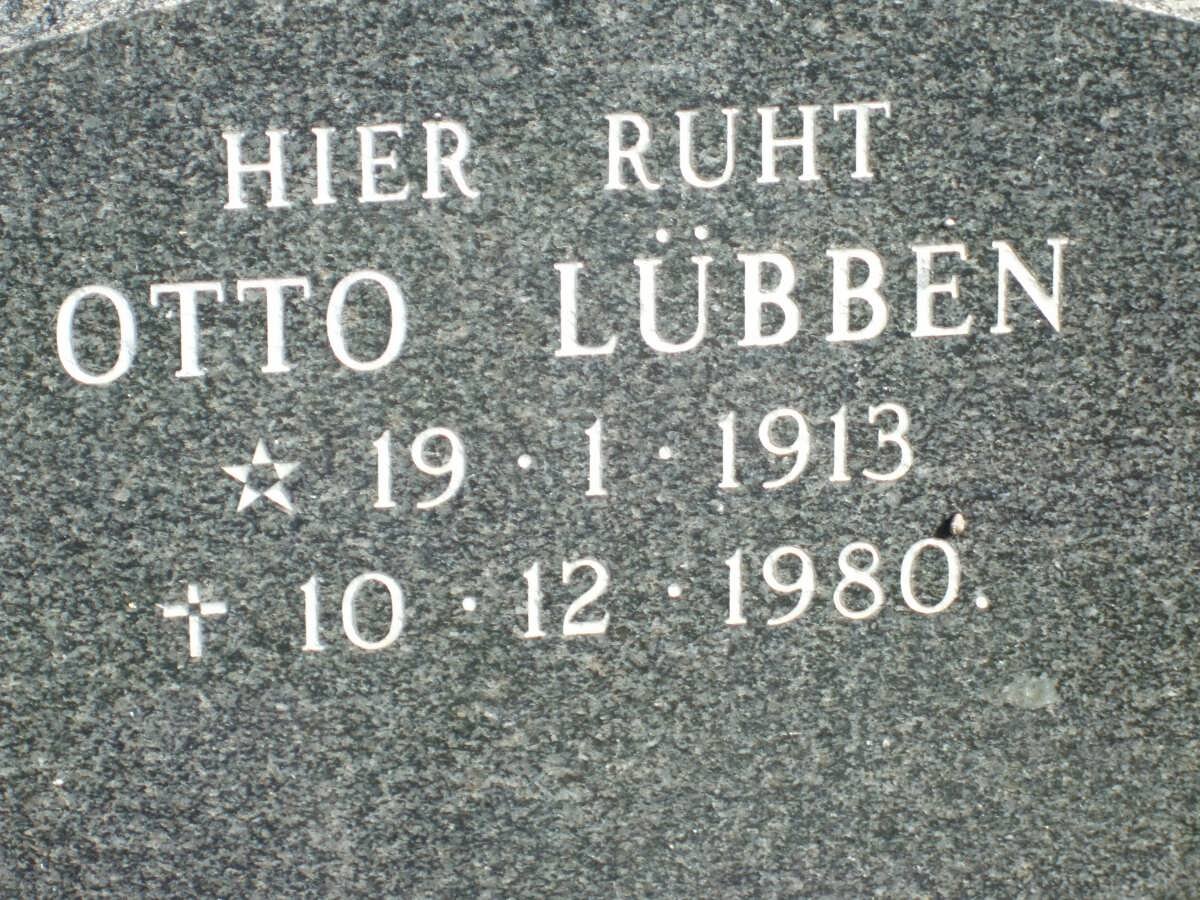 HIER RUHT
OTTO LÜBBEN
☆ 19 · 1 · 1913
✝ 10 · 12 · 1980.